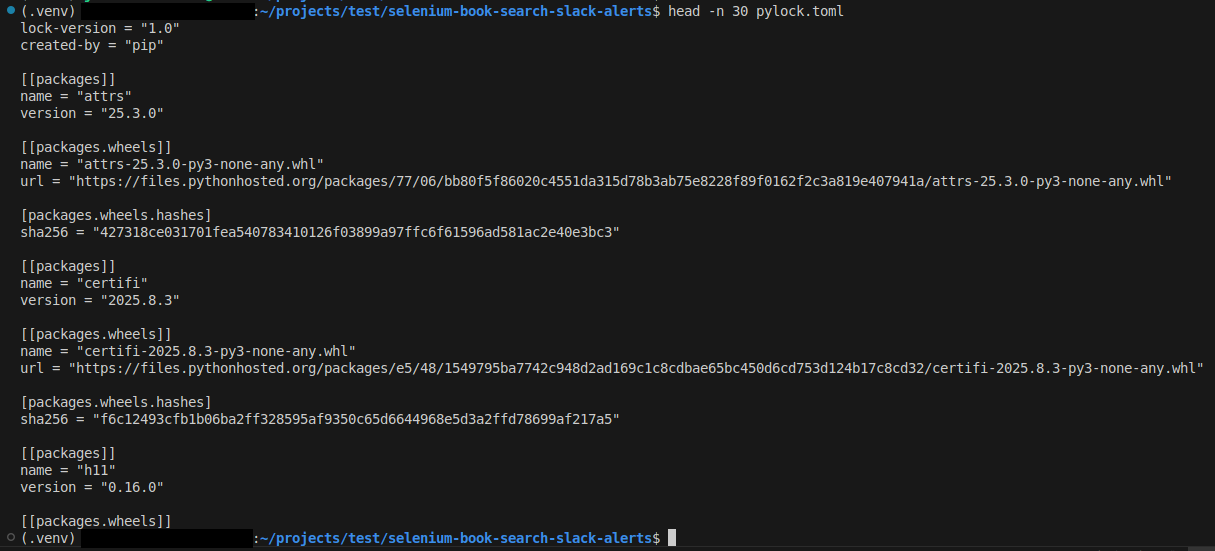 (.venv) :~/projects/test/selenium-book-search-slack-alerts$ head -n 30 pylock.toml
lock-version = "1.0"
created-by = "pip"
[[packages]]
name = "attrs"
version = "25.3.0"
[[packages.wheels]]
name = "attrs-25.3.0-py3-none-any.whl"
url = "https://files.pythonhosted.org/packages/77/06/bb80f5f86020c4551da315d78b3ab75e8228f89f0162f2c3a819e407941a/attrs-25.3.0-py3-none-any.whl"
[packages.wheels.hashes]
sha256 = "427318ce031701fea540783410126f03899a97ffc6f61596ad581ac2e40e3bc3"
[[packages]]
name = "certifi"
version = "2025.8.3"
[[packages.wheels]]
name = "certifi-2025.8.3-py3-none-any.whl"
url = "https://files.pythonhosted.org/packages/e5/48/1549795ba7742c948d2ad169c1c8cdbae65bc450d6cd753d124b17c8cd32/certifi-2025.8.3-py3-none-any.whl"
[packages.wheels.hashes]
sha256 = "f6c12493cfb1b06ba2ff328595af9350c65d6644968e5d3a2ffd78699af217a5"
[[packages]]
name = "h11"
version = "0.16.0"
[[packages.wheels]]
(.venv) :~/projects/test/selenium-book-search-slack-alerts$